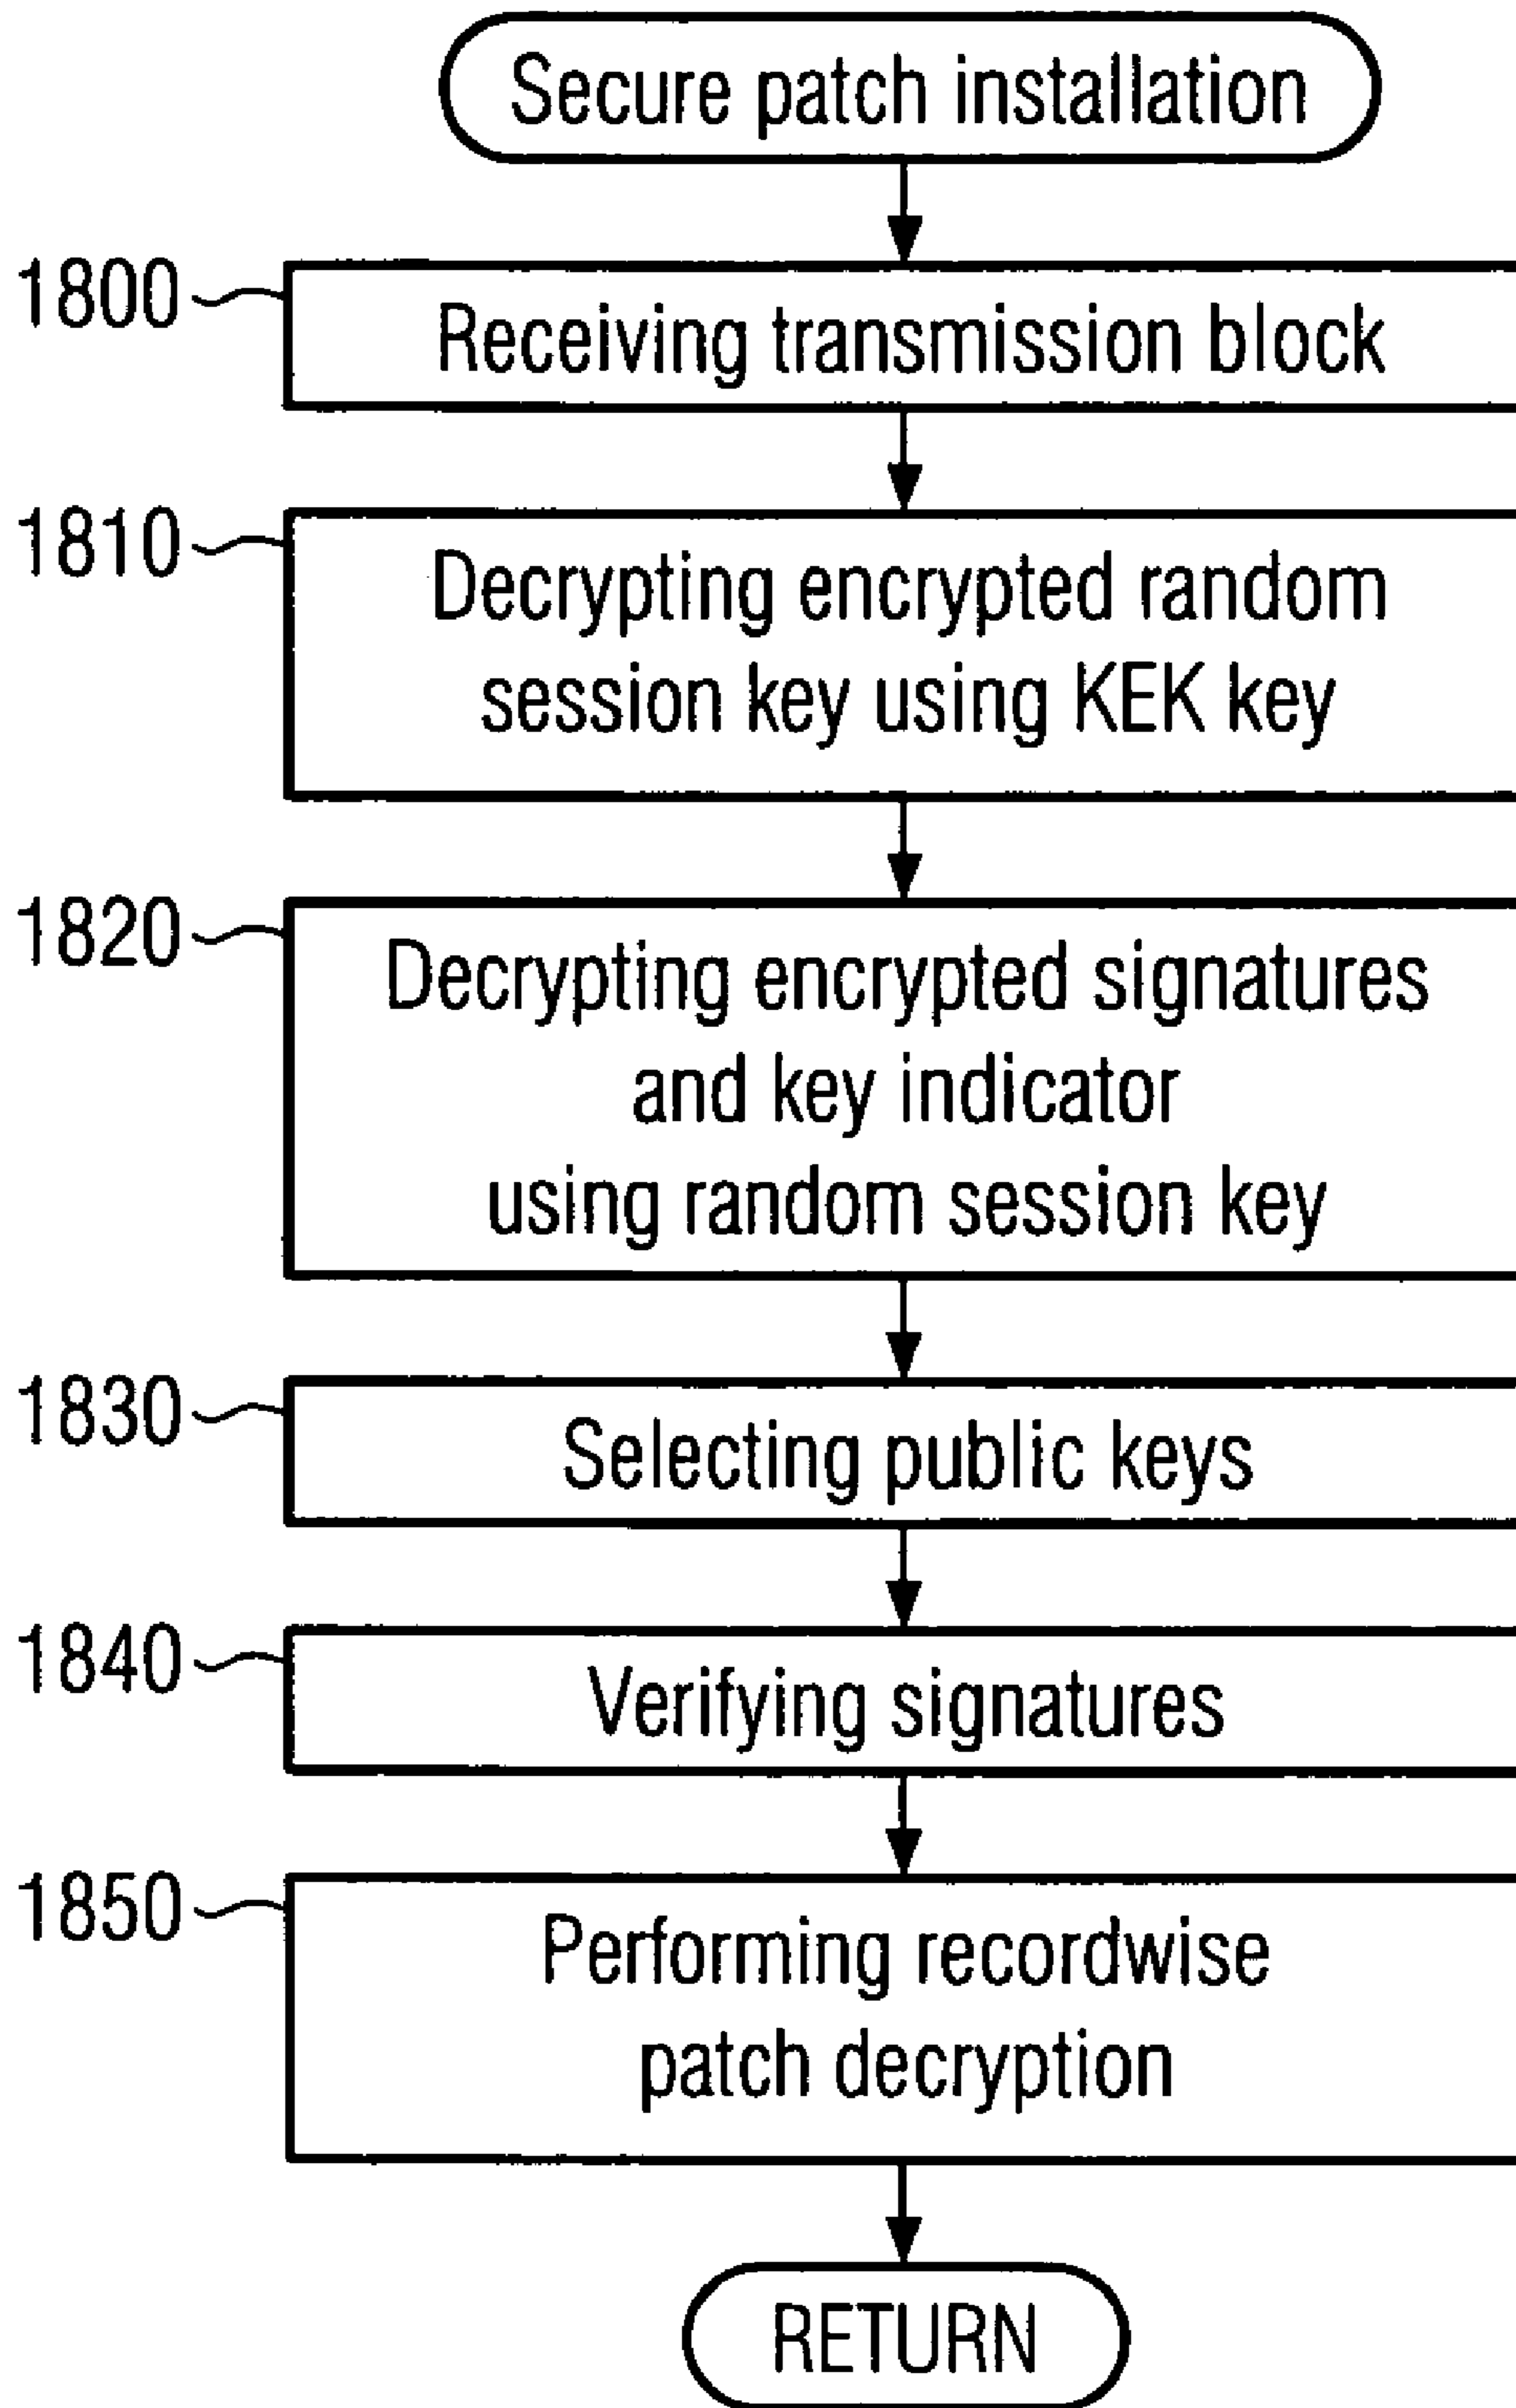 Secure patch installation
1800
Receiving transmission block
1810
Decrypting encrypted random
session key using KEK key
1820
Decrypting encrypted signatures
and key indicator
using random session key
1830
Selecting public keys
1840
Verifying signatures
1850
Performing recordwise
patch decryption
RETURN